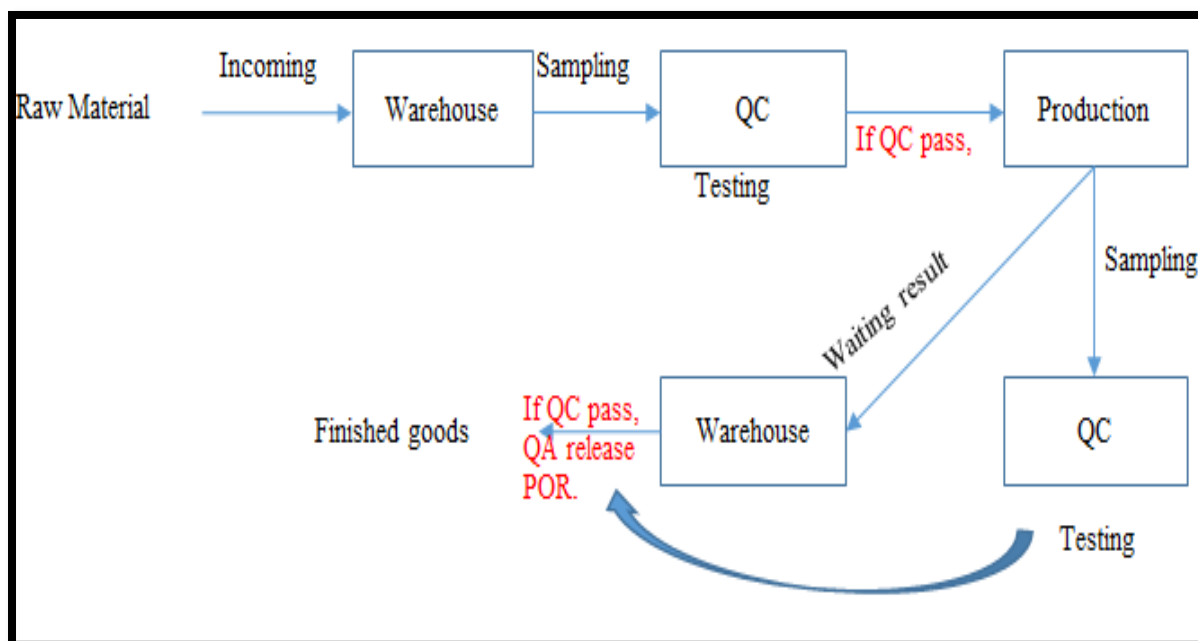 Incoming
Sampling
Raw Material
Warehouse
QC
Production
If QC pass,
Testing
Sampling
Waiting result
Finished goods
If QC pass,
QA release
POR.
Warehouse
QC
Testing